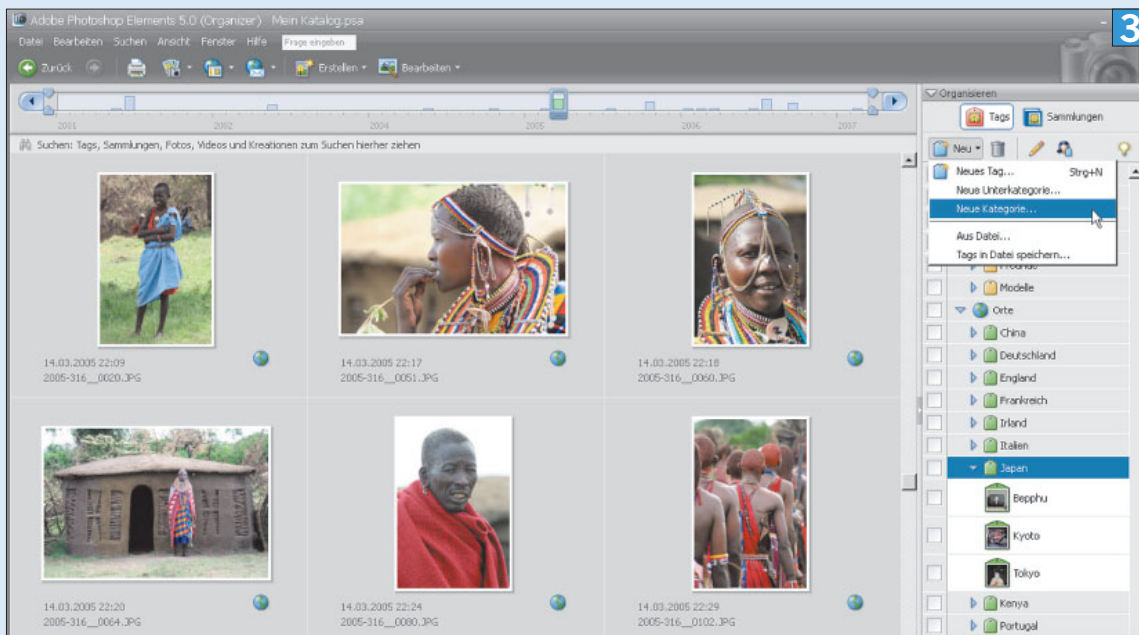 Adobe Photoshop Elements 5.0 (Organizer) Mein Katalog.psa
3
Datei Bearbeiten Suchen Ansicht Fenster Hilfe Frage eingeben
Zurück Erstellen Bearbeiten
2001 2002 2004 2005 2006 2007
Suchen: Tags, Sammlungen, Fotos, Videos und Kreationen zum Suchen hierher ziehen
14.03.2005 22:09
2005-316__0020.JPG
14.03.2005 22:17
2005-316__0051.JPG
14.03.2005 22:18
2005-316__0060.JPG
14.03.2005 22:20
2005-316__0064.JPG
14.03.2005 22:24
2005-316__0080.JPG
14.03.2005 22:29
2005-316__0102.JPG
Organisieren
Tags Sammlungen
Neu
Neues Tag... Strg+N
Neue Unterkategorie...
Neue Kategorie...
Aus Datei...
Tags in Datei speichern...
Freunde
Modelle
Orte
China
Deutschland
England
Frankreich
Irland
Italien
Japan
Bepphu
Kyoto
Tokyo
Kenya
Portugal